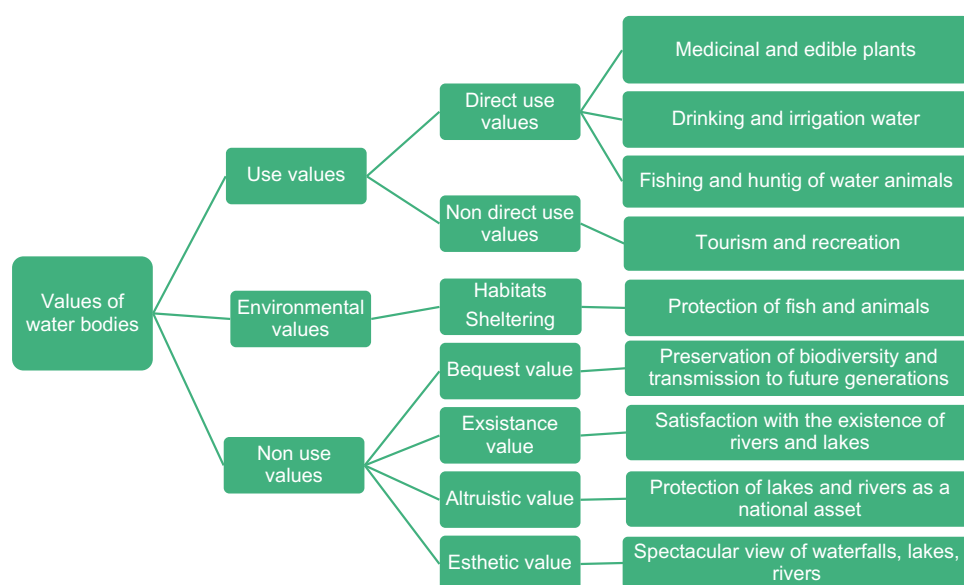 Values of
water bodies
Use values
Direct use
values
Medicinal and edible plants
Drinking and irrigation water
Fishing and huntig of water animals
Non direct use
values
Tourism and recreation
Environmental
values
Habitats
Sheltering
Protection of fish and animals
Non use
values
Bequest value
Preservation of biodiversity and
transmission to future generations
Exsistance
value
Satisfaction with the existence of
rivers and lakes
Altruistic value
Protection of lakes and rivers as a
national asset
Esthetic value
Spectacular view of waterfalls, lakes,
rivers